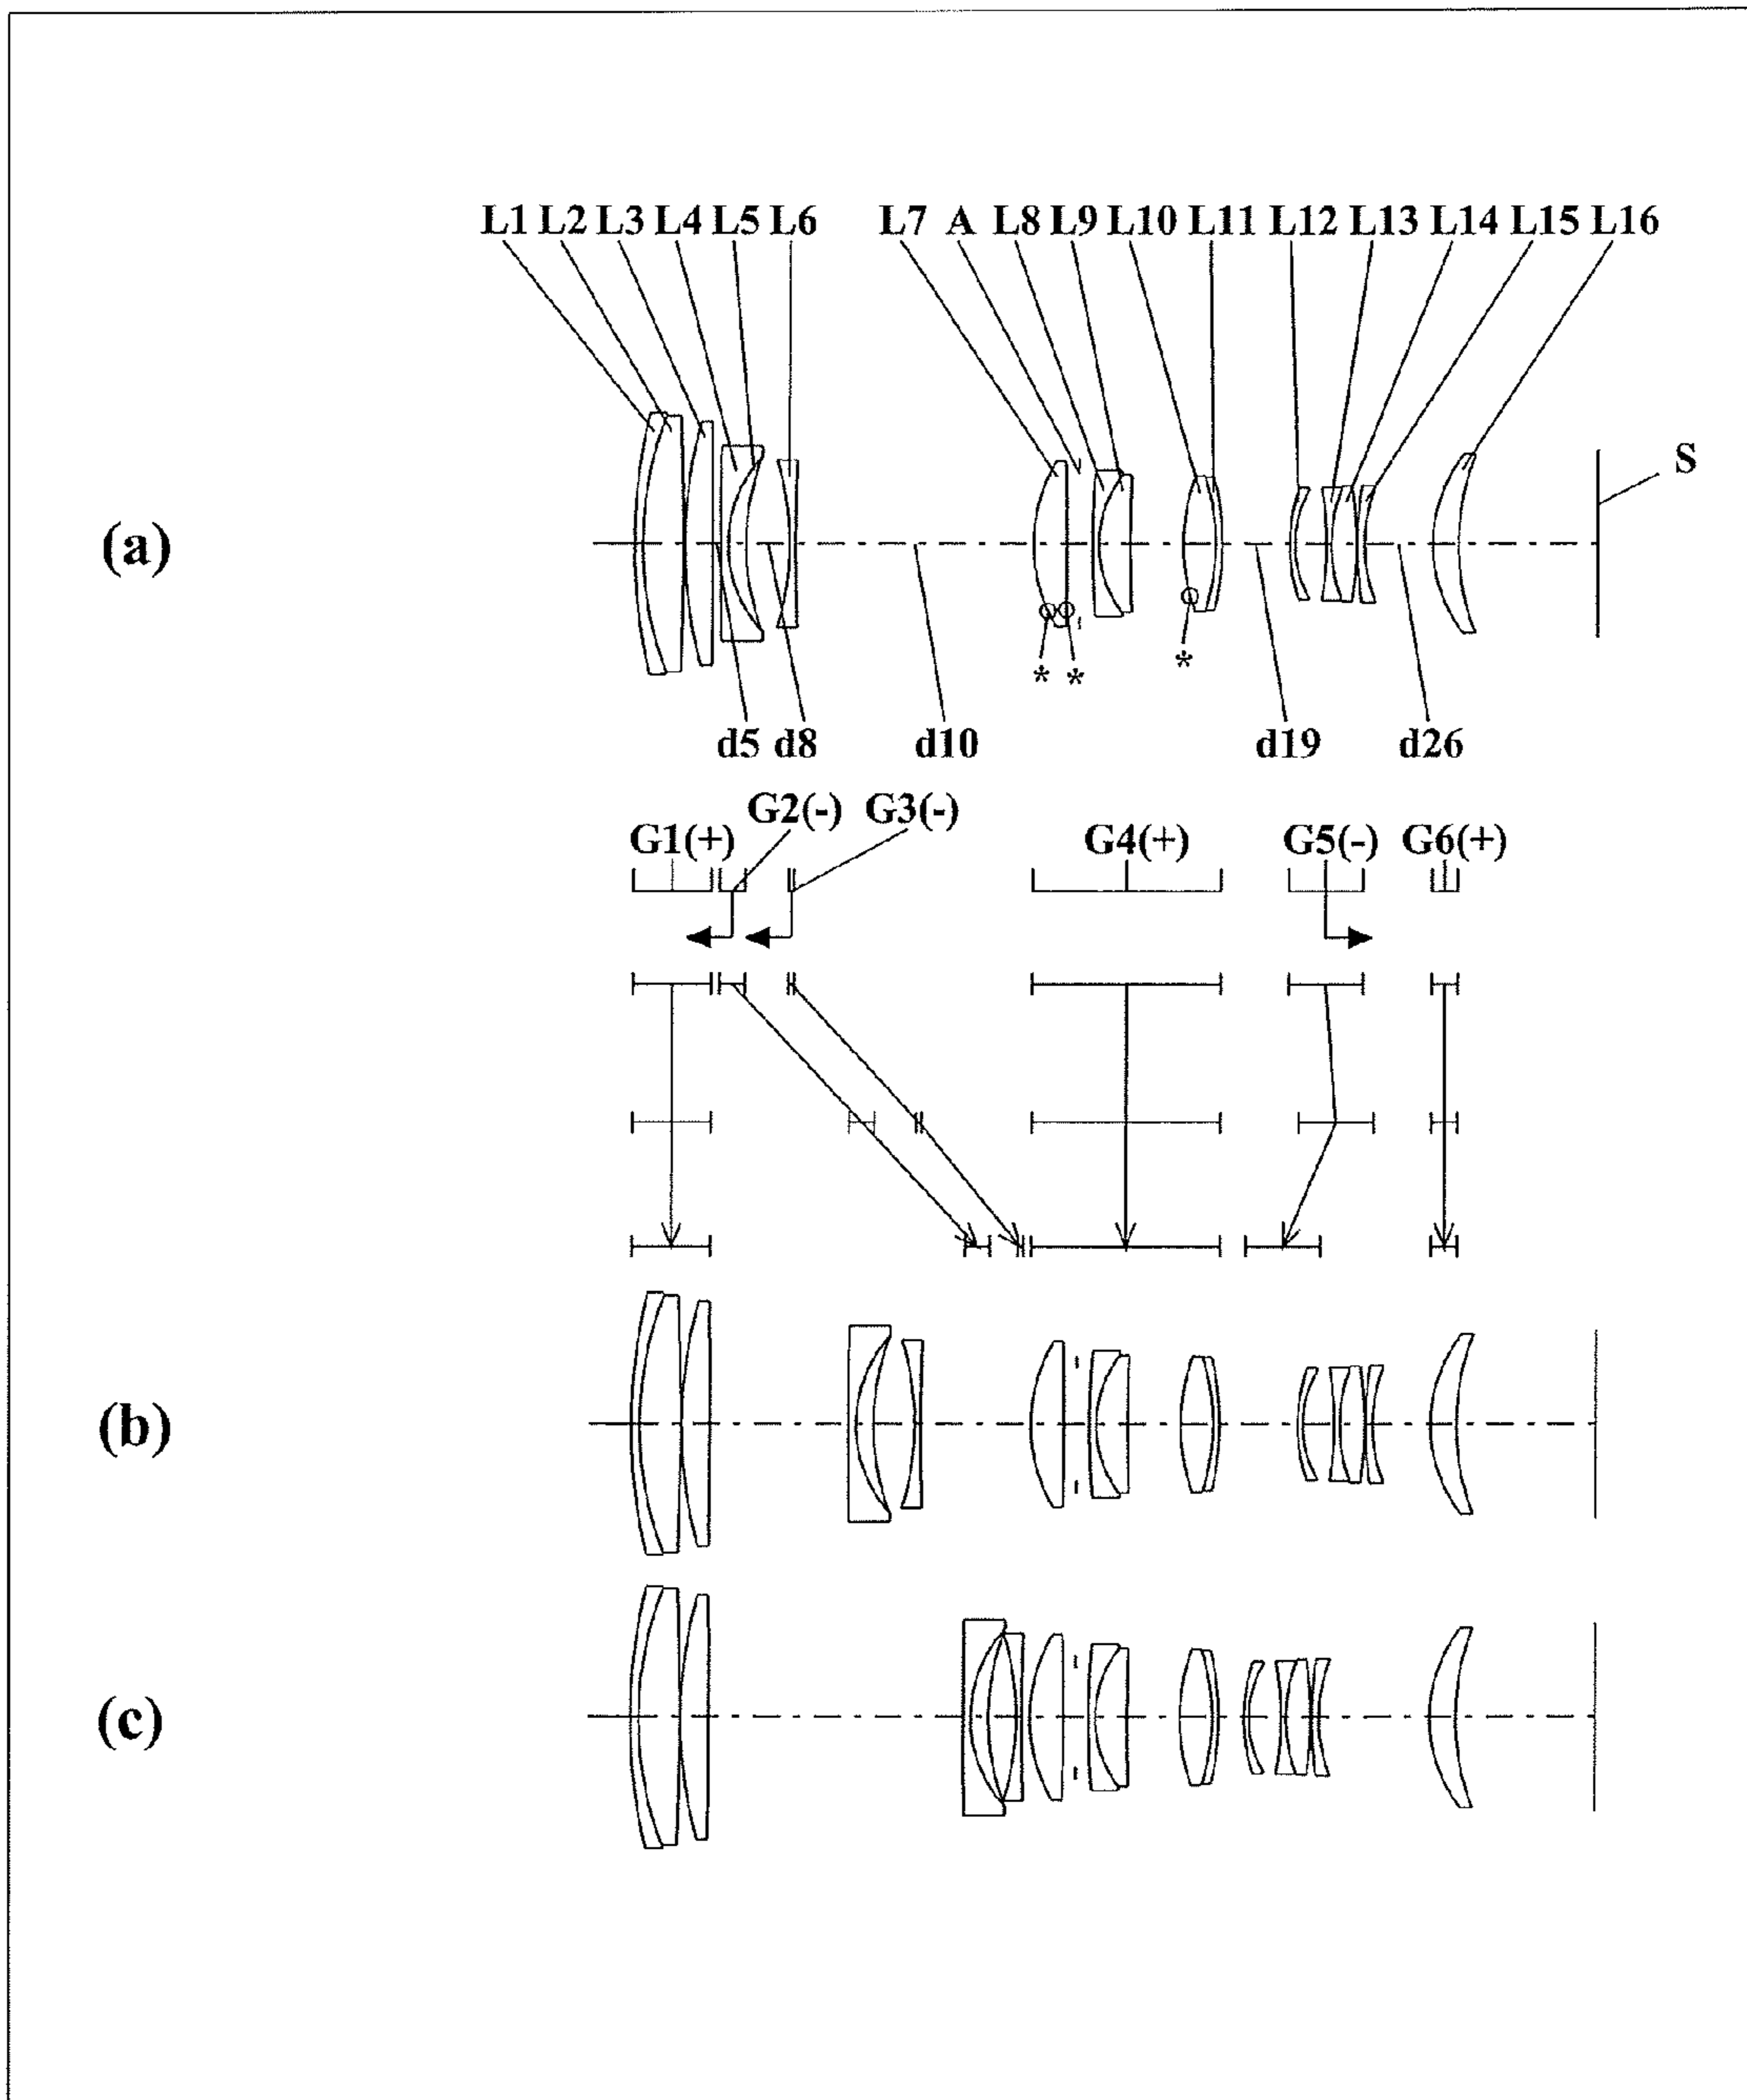 L1 L2 L3 L4 L5 L6 L7 A L8 L9 L10 L11 L12 L13 L14 L15 L16
S
(a)
* * *
d5 d8 d10 d19 d26
G2(-) G3(-)
G1(+) G4(+) G5(-) G6(+)
(b)
(c)